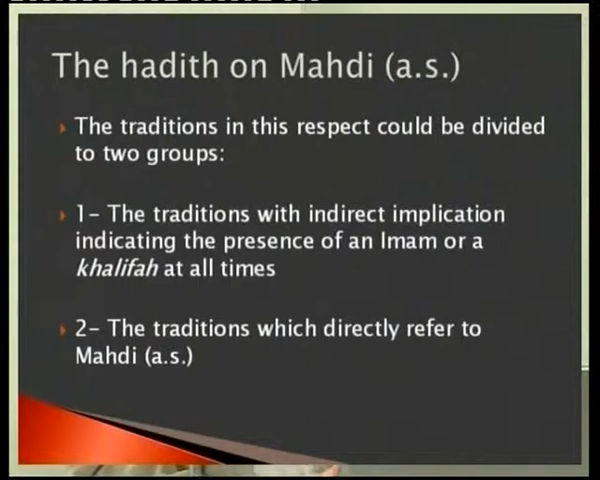 The hadith on Mahdi (a.s.)
The traditions in this respect could be divided
to two groups:
1- The traditions with indirect implication
indicating the presence of an Imam or a
khalifah at all times
2- The traditions which directly refer to
Mahdi (a.s.)